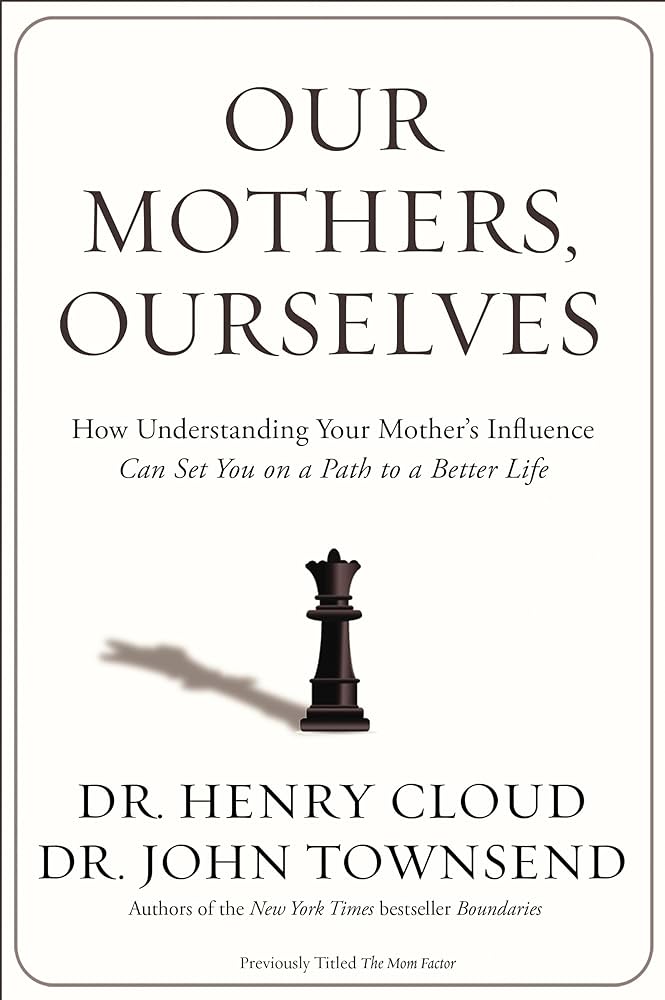 OUR
MOTHERS,
OURSELVES
How Understanding Your Mother's Influence
Can Set You on a Path to a Better Life
DR. HENRY CLOUD
DR. JOHN TOWNSEND
Authors of the New York Times bestseller Boundaries
Previously Titled The Mom Factor